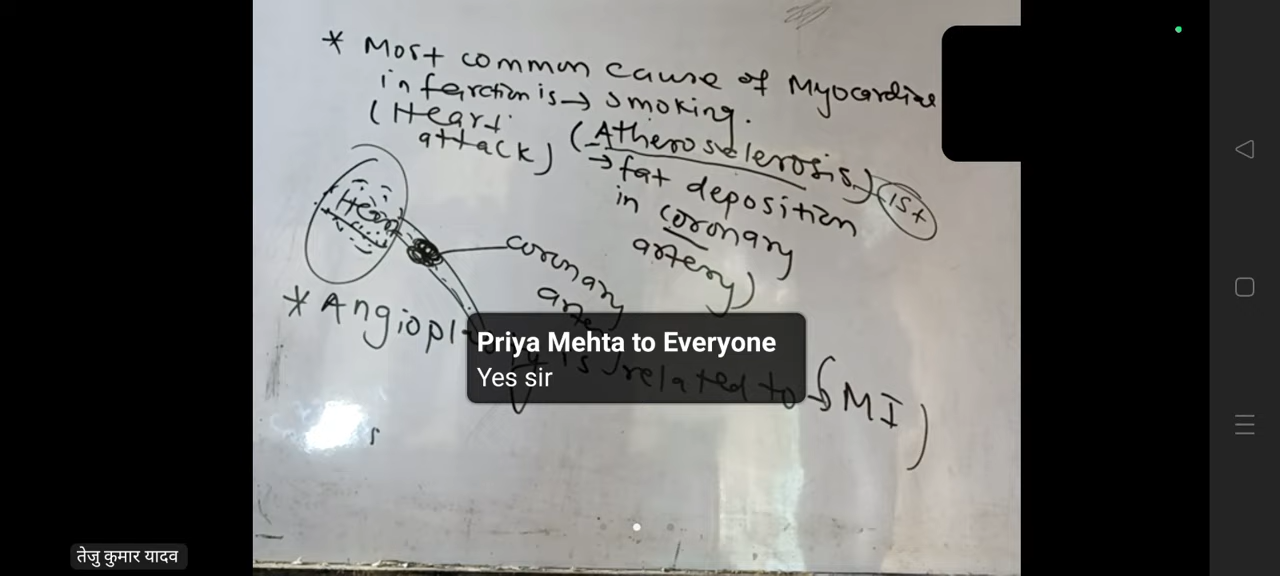 * Most common cause of Myocardial
infarction is → Smoking.
(Heart
attack)
(Atherosclerosis) 1st
→ fat deposition
in coronary
artery)
Heart
coronary
* Angiopl
is related to → MI)
Priya Mehta to Everyone
Yes sir
तेजु कुमार यादव